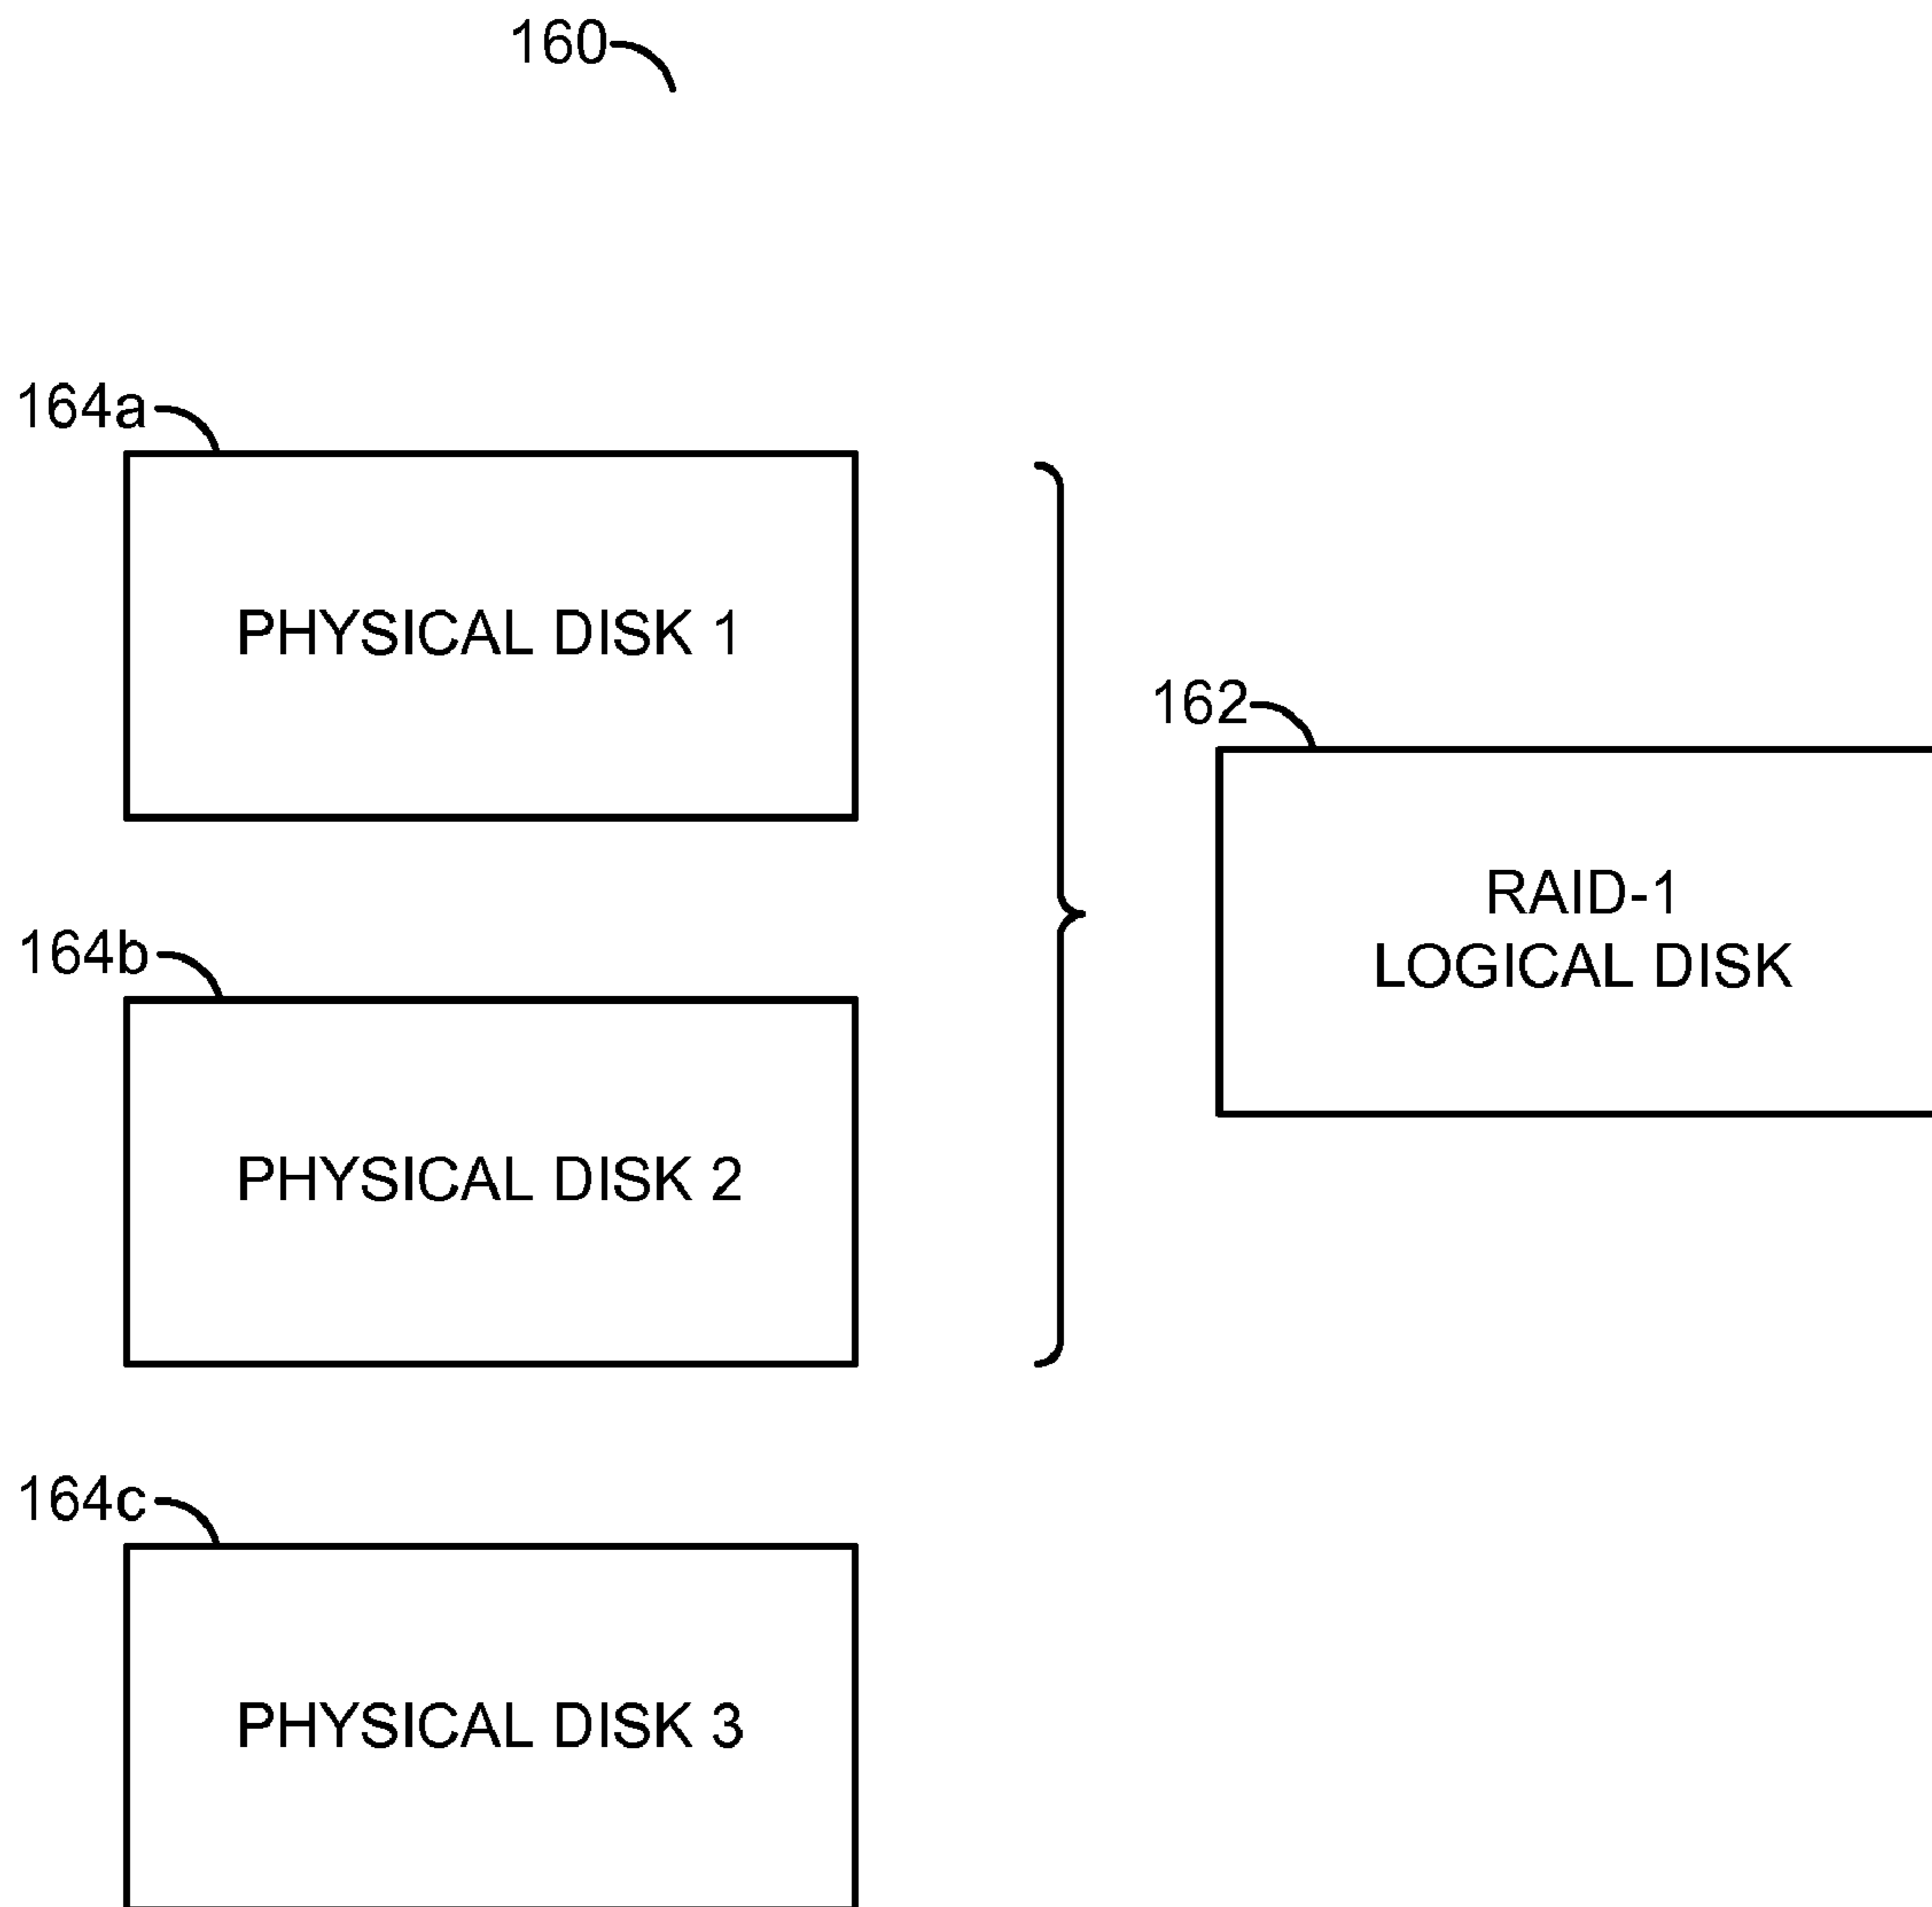 160
164a
PHYSICAL DISK 1
162
RAID-1
LOGICAL DISK
164b
PHYSICAL DISK 2
164c
PHYSICAL DISK 3